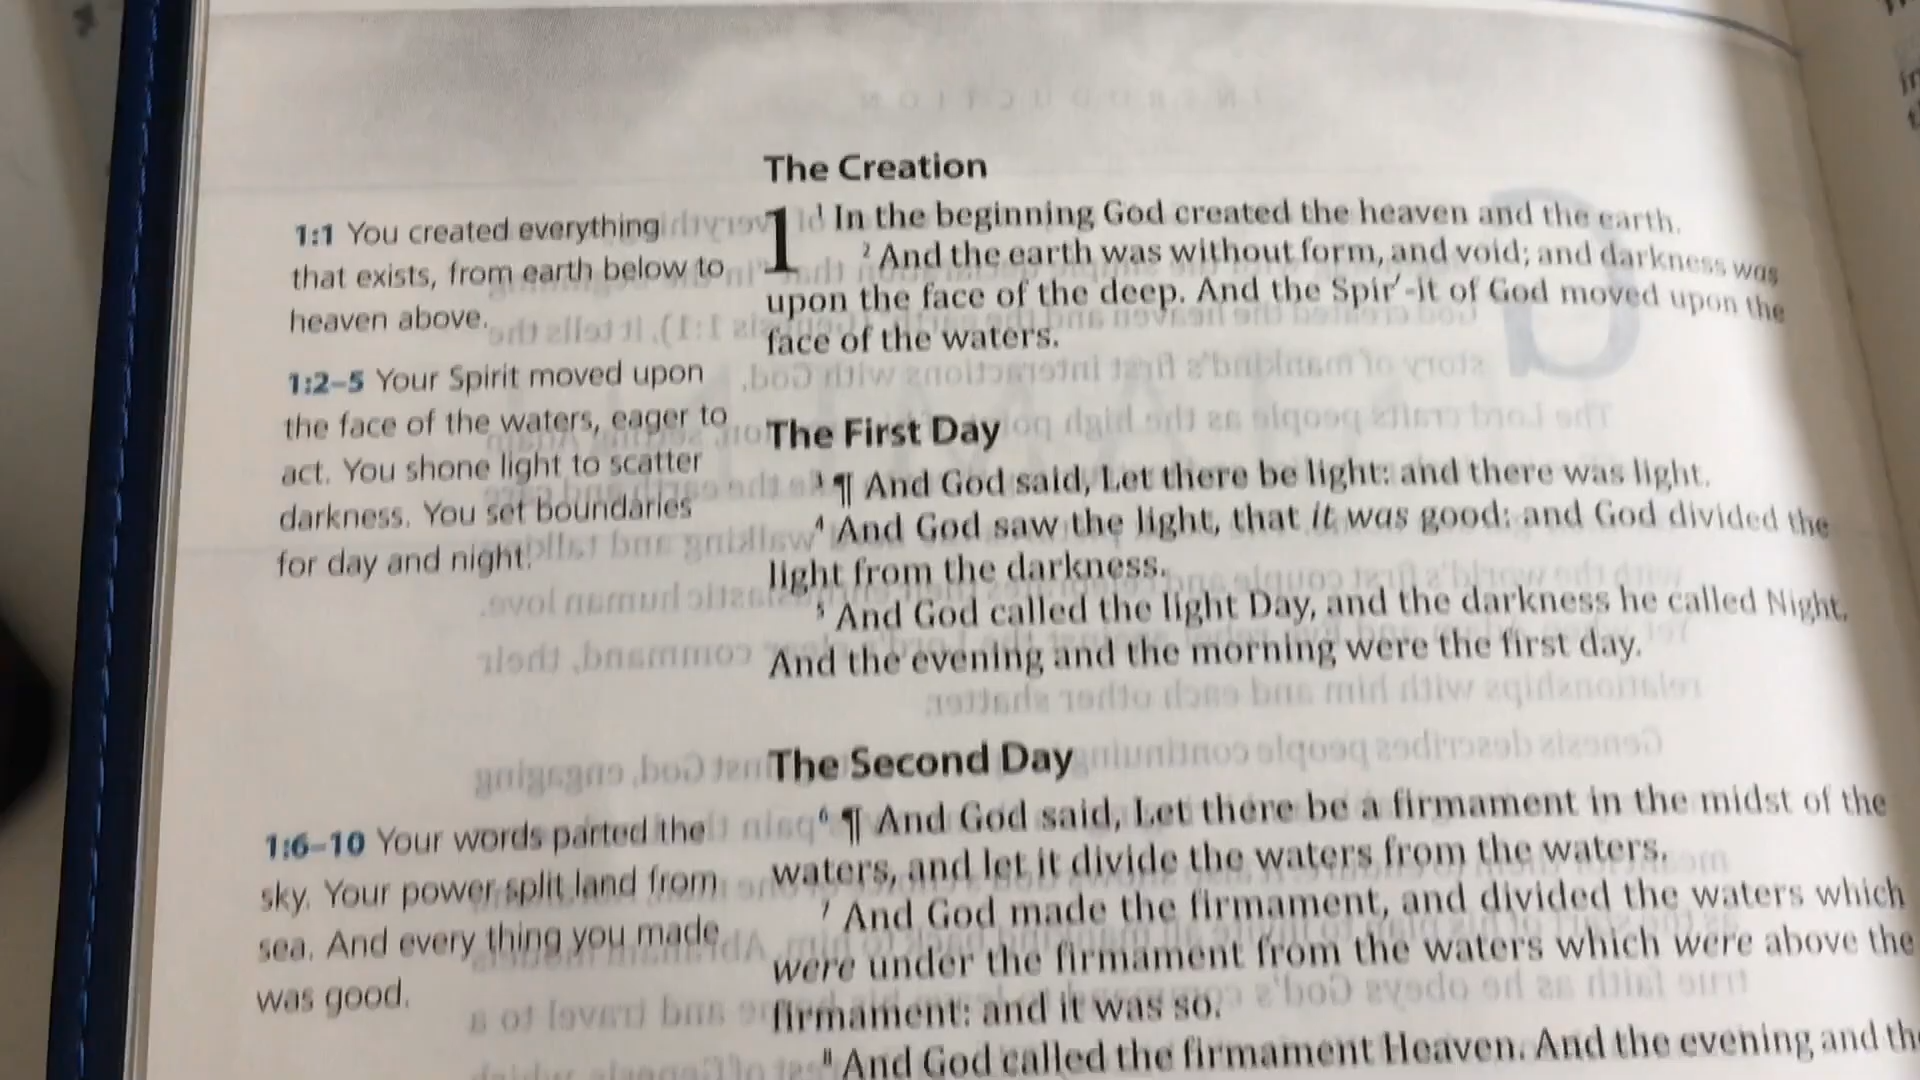 The Creation
1:1 You created everything
that exists, from earth below to
heaven above.
1:2–5 Your Spirit moved upon
the face of the waters, eager to
act. You shone light to scatter
darkness. You set boundaries
for day and night.
1:6–10 Your words parted the
sky. Your power split land from
sea. And every thing you made
was good.
1 In the beginning God created the heaven and the earth.
2 And the earth was without form, and void; and darkness was
upon the face of the deep. And the Spir′-it of God moved upon the
face of the waters.
The First Day
3 ¶ And God said, Let there be light: and there was light.
4 And God saw the light, that it was good: and God divided the
light from the darkness.
5 And God called the light Day, and the darkness he called Night.
And the evening and the morning were the first day.
The Second Day
6 ¶ And God said, Let there be a firmament in the midst of the
waters, and let it divide the waters from the waters.
7 And God made the firmament, and divided the waters which
were under the firmament from the waters which were above the
firmament: and it was so.
8 And God called the firmament Heaven. And the evening and the